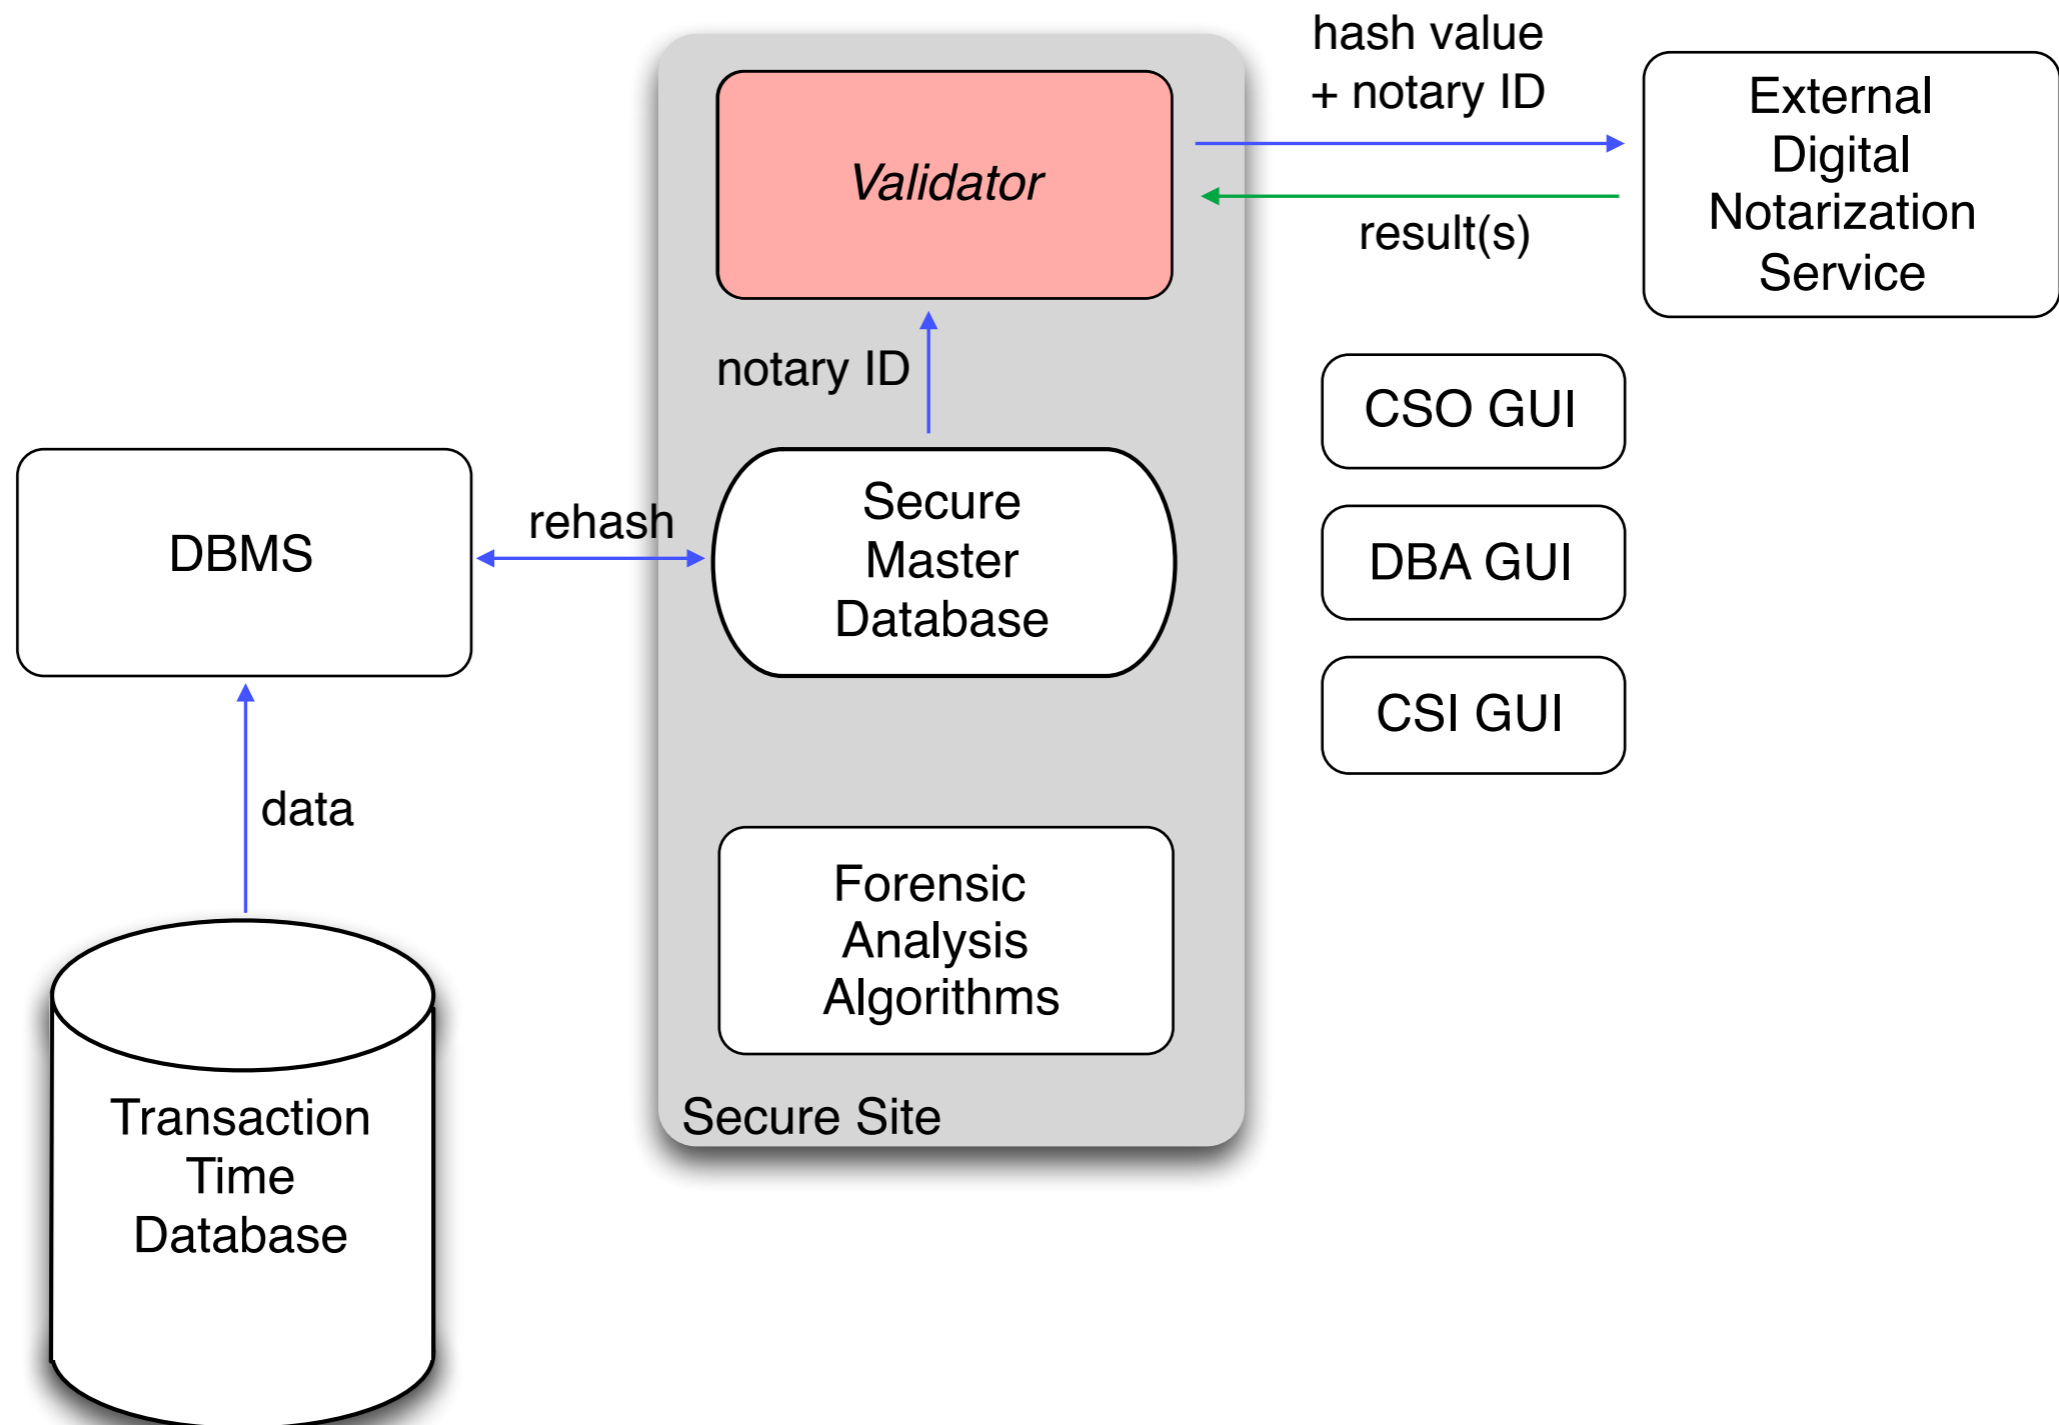 hash value
+ notary ID
External
Digital
Notarization
Service
Validator
result(s)
notary ID
CSO GUI
DBMS
rehash
Secure
Master
Database
DBA GUI
CSI GUI
data
Forensic
Analysis
Algorithms
Secure Site
Transaction
Time
Database